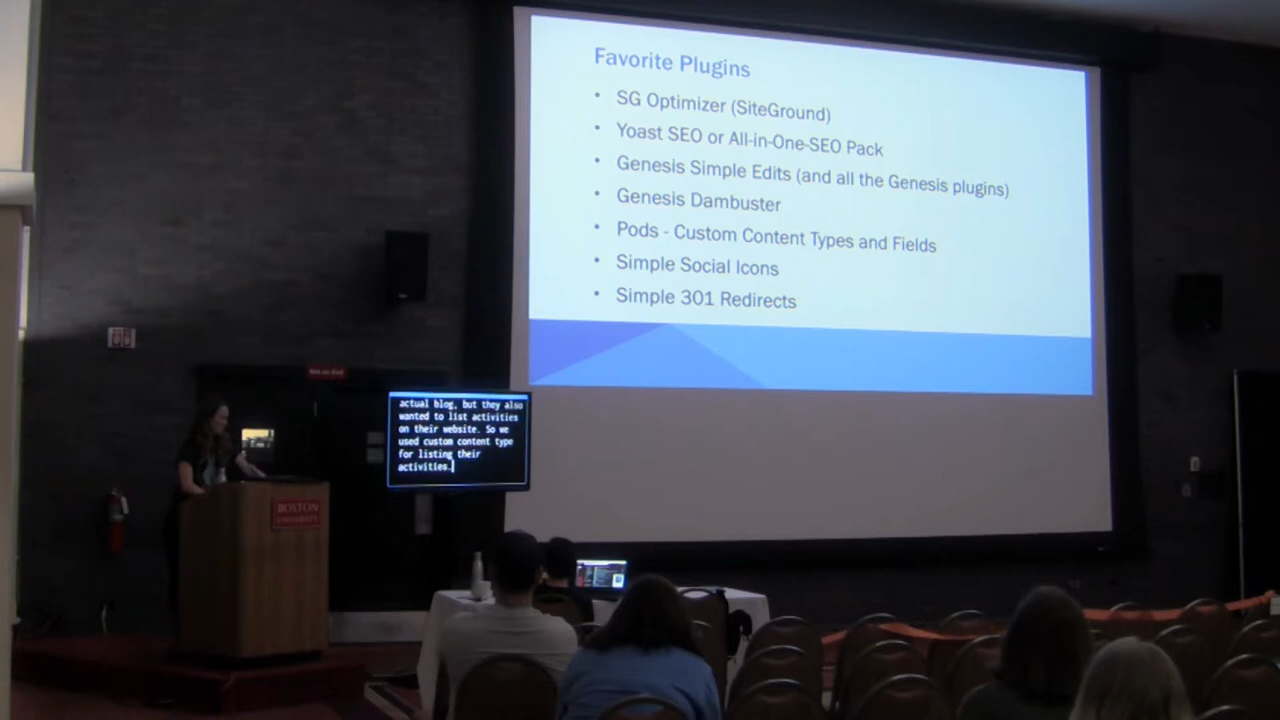 Favorite Plugins
• SG Optimizer (SiteGround)
• Yoast SEO or All-in-One-SEO Pack
• Genesis Simple Edits (and all the Genesis plugins)
• Genesis Dambuster
• Pods - Custom Content Types and Fields
• Simple Social Icons
• Simple 301 Redirects
actual blog, but they also
wanted to list activities
on their website. So we
used custom content type
for listing their
activities.
BOSTON
UNIVERSITY